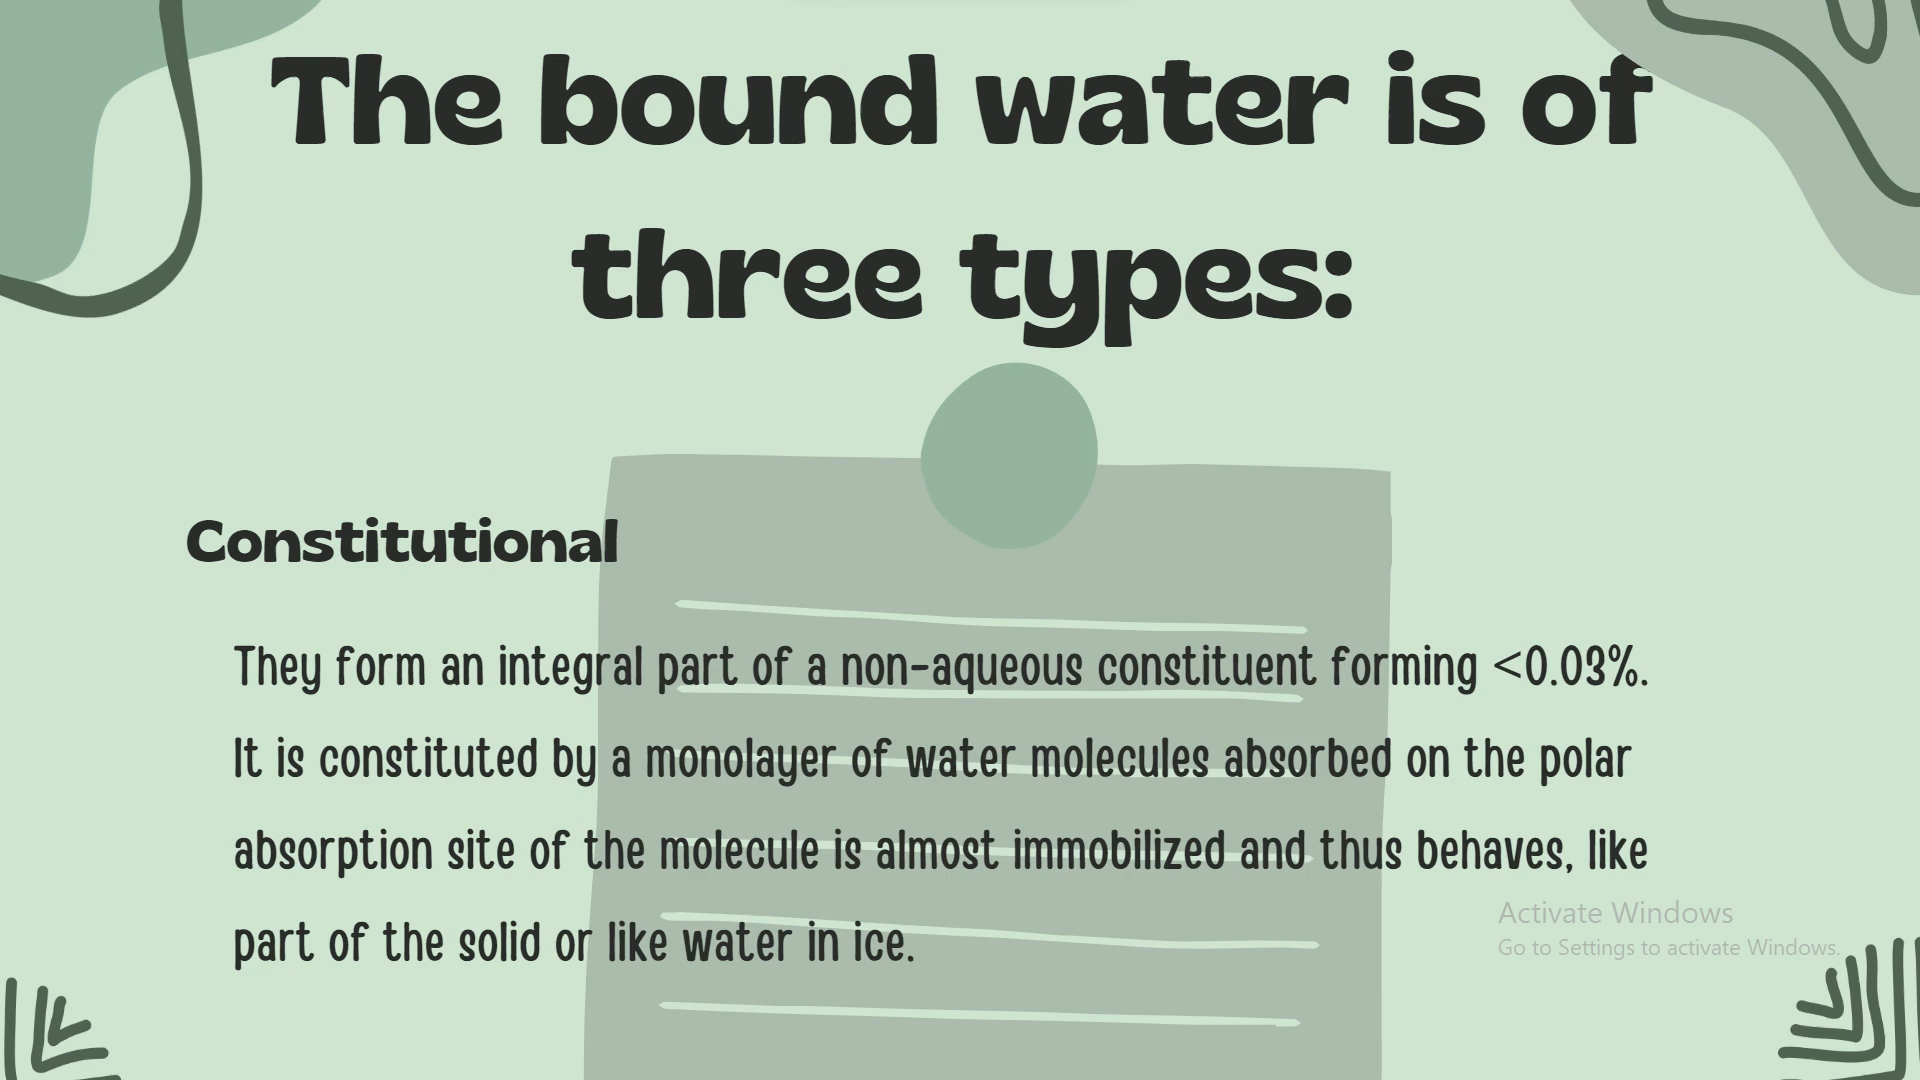 The bound water is of
three types:
Constitutional
They form an integral part of a non-aqueous constituent forming <0.03%.
It is constituted by a monolayer of water molecules absorbed on the polar
absorption site of the molecule is almost immobilized and thus behaves, like
part of the solid or like water in ice.
Activate Windows
Go to Settings to activate Windows.